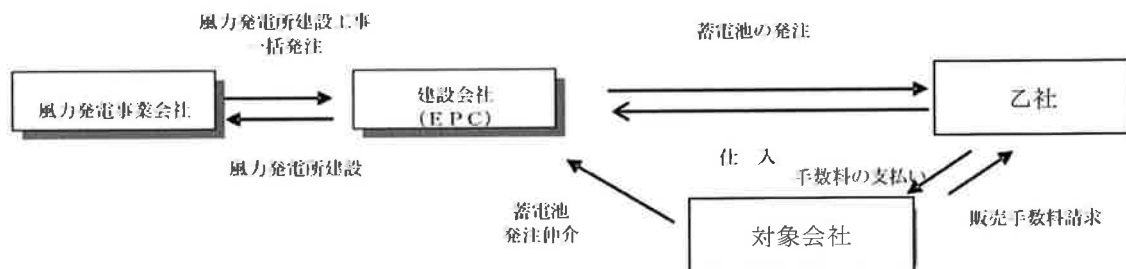 風力発電所建設工事
一括発注
蓄電池の発注
風力発電事業会社
建設会社
(EPC)
乙社
風力発電所建設
仕 入
手数料の支払い
蓄電池
発注仲介
対象会社
販売手数料請求